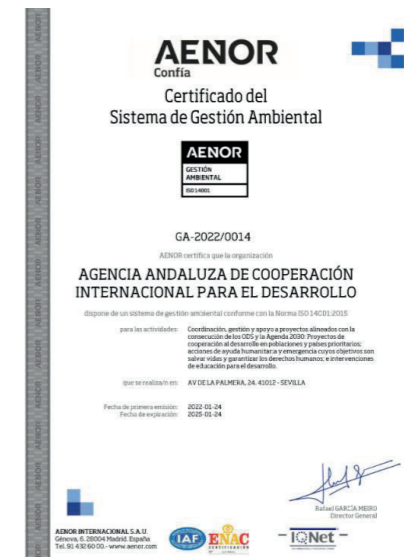 AENOR
Confía
Certificado del
Sistema de Gestión Ambiental
AENOR
GESTIÓN
AMBIENTAL
ISO 14001
GA-2022/0014
AENOR certifica que la organización
AGENCIA ANDALUZA DE COOPERACIÓN
INTERNACIONAL PARA EL DESARROLLO
dispone de un sistema de gestión ambiental conforme con la Norma ISO 14001:2015
para las actividades: Coordinación, gestión y apoyo a proyectos alineados con la
consecución de los ODS y la Agenda 2030: Proyectos de
cooperación al desarrollo en poblaciones y países prioritarios;
acciones de ayuda humanitaria y emergencia cuyos objetivos son
salvar vidas y garantizar los derechos humanos; e intervenciones
de educación para el desarrollo.
que se realiza/n en: AV DE LA PALMERA, 24. 41012 - SEVILLA
Fecha de primera emisión: 2022-01-24
Fecha de expiración: 2025-01-24
Rafael GARCÍA MEIRO
Director General
AENOR INTERNACIONAL S.A.U.
Génova, 6. 28004 Madrid. España
Tel. 91 432 60 00.- www.aenor.com
IAF
ENAC
CERTIFICACIÓN
IQNet